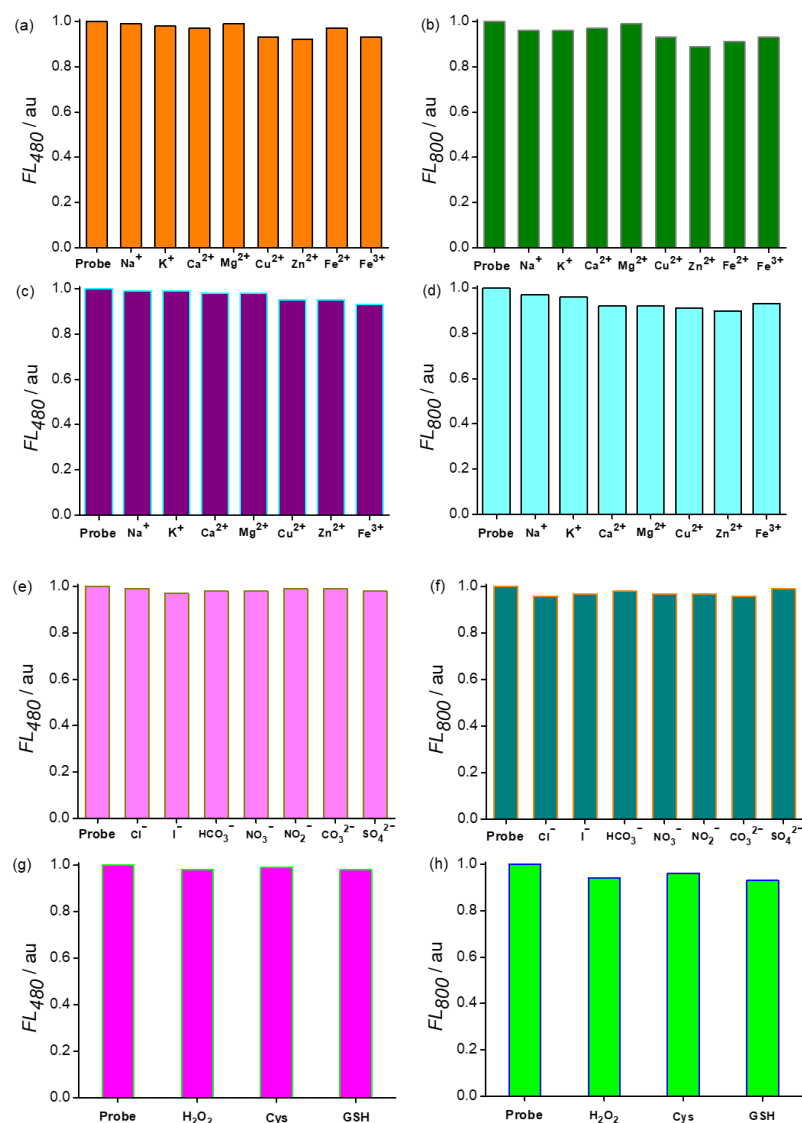 (a)
FL480 / au
1.0
0.8
0.6
0.4
0.2
0.0
Probe Na⁺ K⁺ Ca²⁺ Mg²⁺ Cu²⁺ Zn²⁺ Fe²⁺ Fe³⁺
(b)
FL800 / au
1.0
0.8
0.6
0.4
0.2
0.0
Probe Na⁺ K⁺ Ca²⁺ Mg²⁺ Cu²⁺ Zn²⁺ Fe²⁺ Fe³⁺
(c)
FL480 / au
1.0
0.8
0.6
0.4
0.2
0.0
Probe Na⁺ K⁺ Ca²⁺ Mg²⁺ Cu²⁺ Zn²⁺ Fe³⁺
(d)
FL800 / au
1.0
0.8
0.6
0.4
0.2
0.0
Probe Na⁺ K⁺ Ca²⁺ Mg²⁺ Cu²⁺ Zn²⁺ Fe³⁺
(e)
FL480 / au
1.0
0.8
0.6
0.4
0.2
0.0
Probe Cl⁻ I⁻ HCO₃⁻ NO₃⁻ NO₂⁻ CO₃²⁻ SO₄²⁻
(f)
FL800 / au
1.0
0.8
0.6
0.4
0.2
0.0
Probe Cl⁻ I⁻ HCO₃⁻ NO₃⁻ NO₂⁻ CO₃²⁻ SO₄²⁻
(g)
FL480 / au
1.0
0.8
0.6
0.4
0.2
0.0
Probe H₂O₂ Cys GSH
(h)
FL800 / au
1.0
0.8
0.6
0.4
0.2
0.0
Probe H₂O₂ Cys GSH